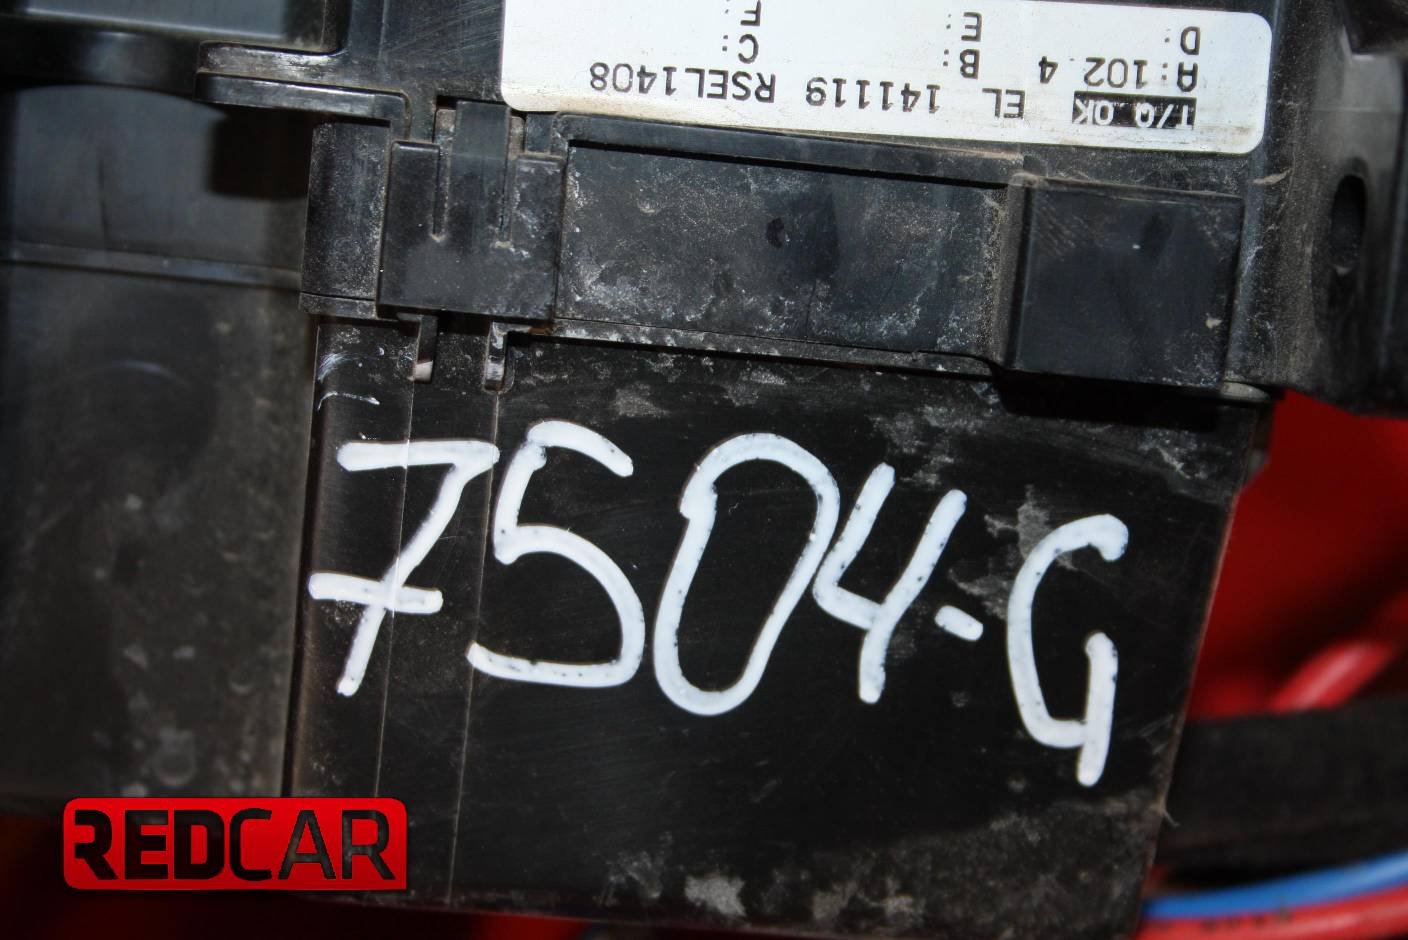 T/Q OK EL 141119 RSEL1408
A:102 4 B: C:
D: E: F:
7504-G
REDCAR